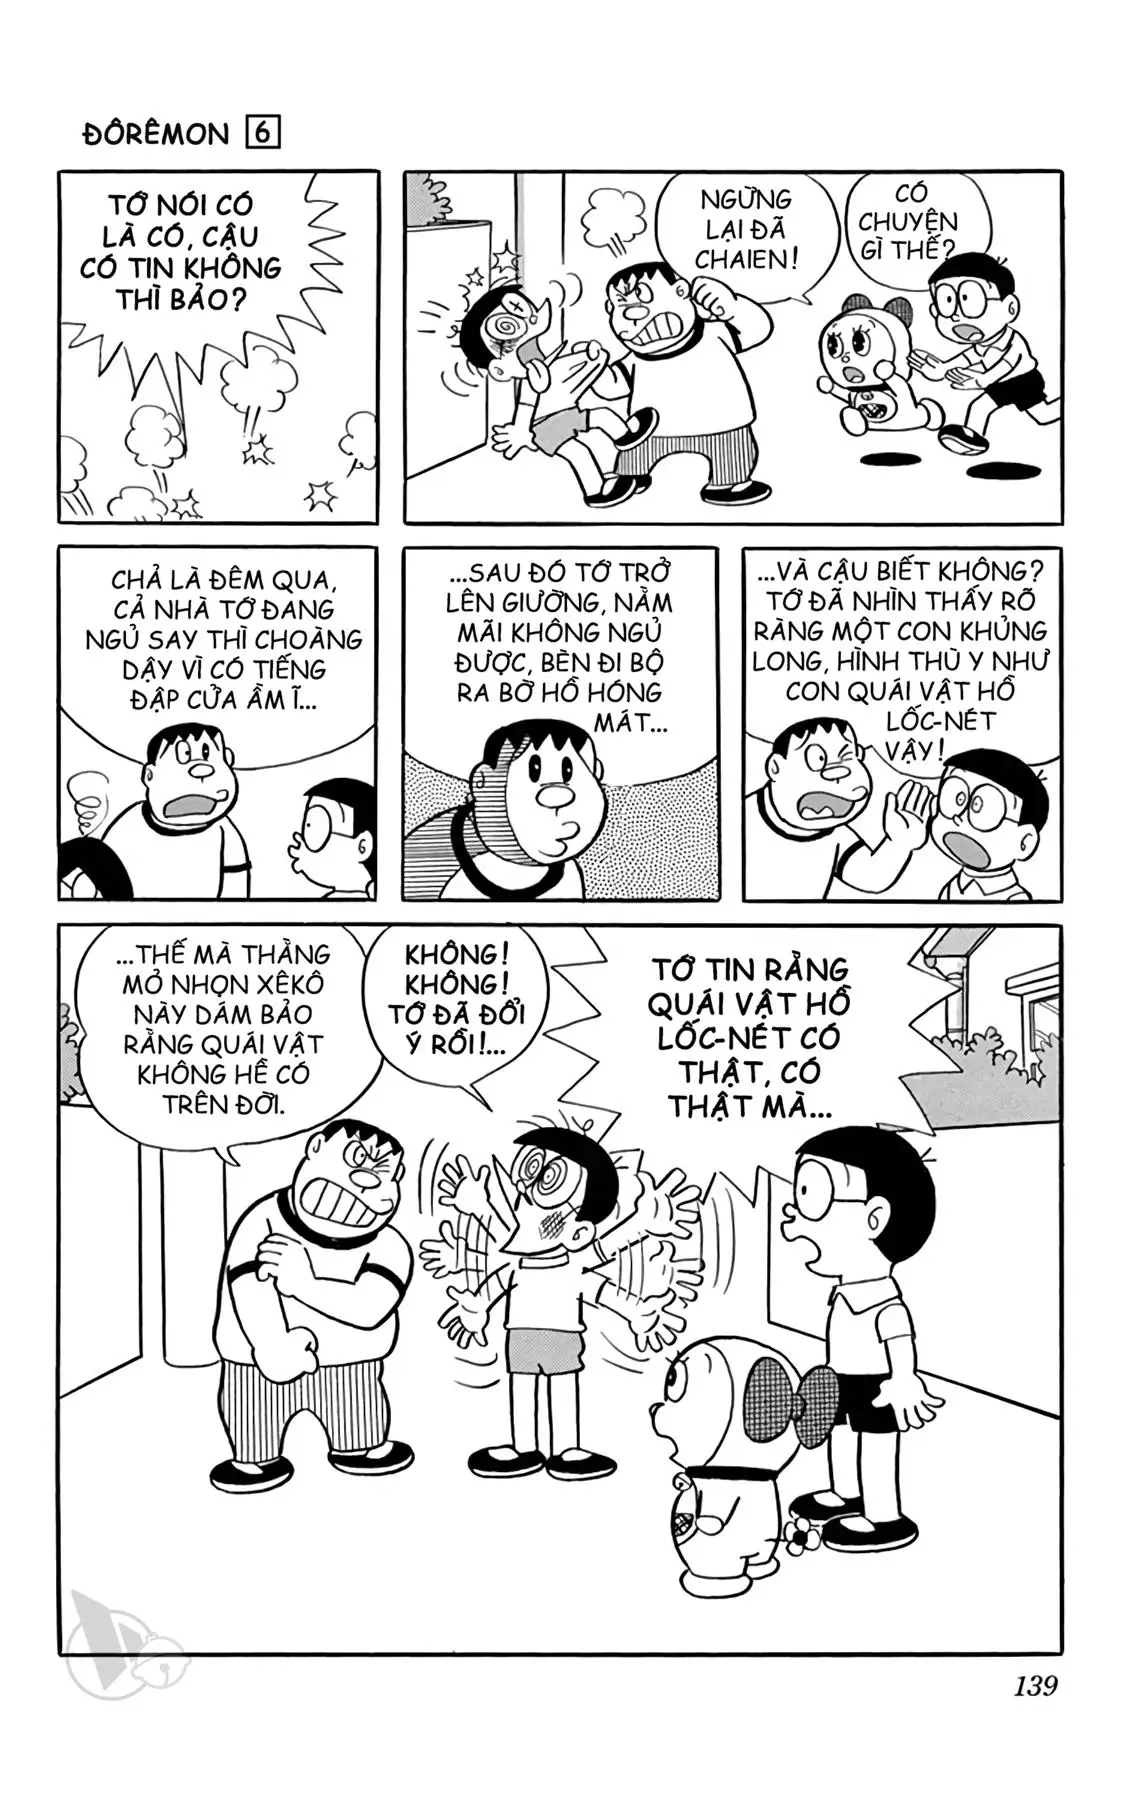 ĐÔRÊMON 6
TỚ NÓI CÓ
LÀ CÓ, CẬU
CÓ TIN KHÔNG
THÌ BẢO?
NGỪNG
LẠI ĐÃ
CHAIEN!
CÓ
CHUYỆN
GÌ THẾ?
CHẢ LÀ ĐÊM QUA,
CẢ NHÀ TỚ ĐANG
NGỦ SAY THÌ CHOÀNG
DẬY VÌ CÓ TIẾNG
ĐẬP CỬA ẦM Ĩ...
...SAU ĐÓ TỚ TRỞ
LÊN GIƯỜNG, NẰM
MÃI KHÔNG NGỦ
ĐƯỢC, BÈN ĐI BỘ
RA BỜ HỒ HÓNG
MÁT...
...VÀ CẬU BIẾT KHÔNG?
TỚ ĐÃ NHÌN THẤY RÕ
RÀNG MỘT CON KHỦNG
LONG, HÌNH THÙ Y NHƯ
CON QUÁI VẬT HỒ
LỐC-NÉT
VẬY!
...THẾ MÀ THẰNG
MỎ NHỌN XÊKÔ
NÀY DÁM BẢO
RẰNG QUÁI VẬT
KHÔNG HỀ CÓ
TRÊN ĐỜI.
KHÔNG!
KHÔNG!
TỚ ĐÃ ĐỔI
Ý RỒI!...
TỚ TIN RẰNG
QUÁI VẬT HỒ
LỐC-NÉT CÓ
THẬT, CÓ
THẬT MÀ...
139